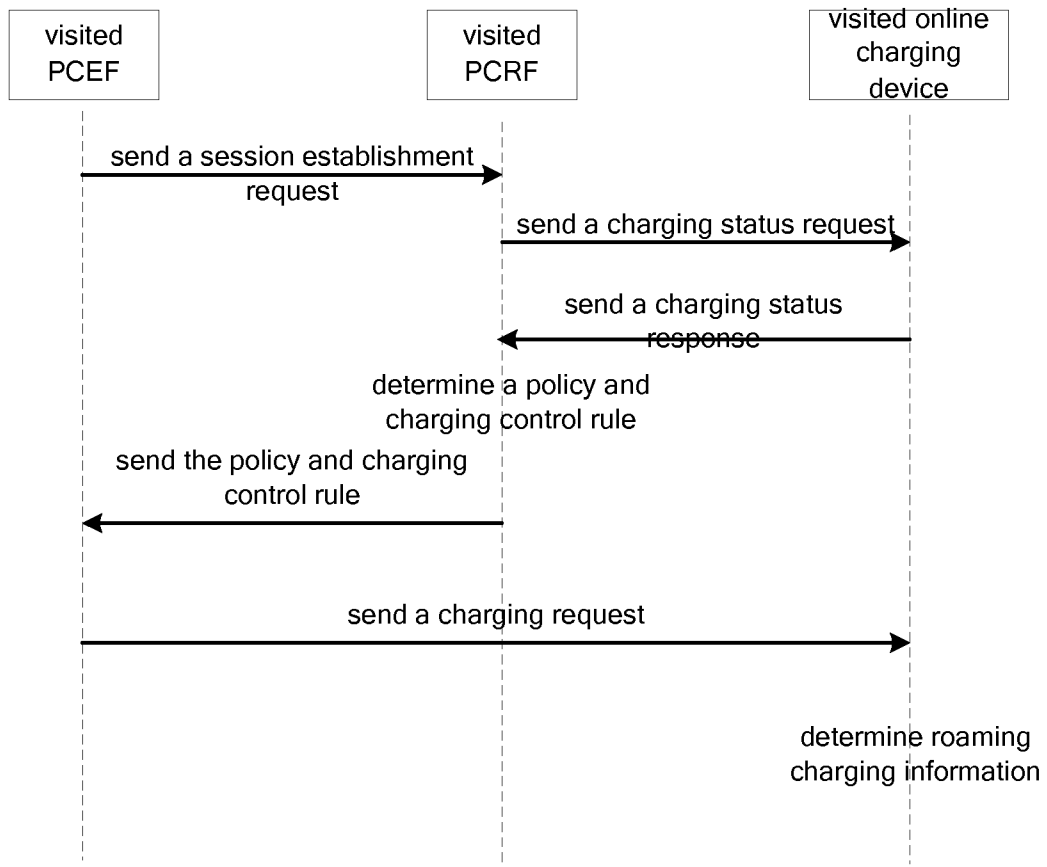 visited
PCEF
visited
PCRF
visited online
charging
device
send a session establishment
request
send a charging status request
send a charging status
response
determine a policy and
charging control rule
send the policy and charging
control rule
send a charging request
determine roaming
charging information